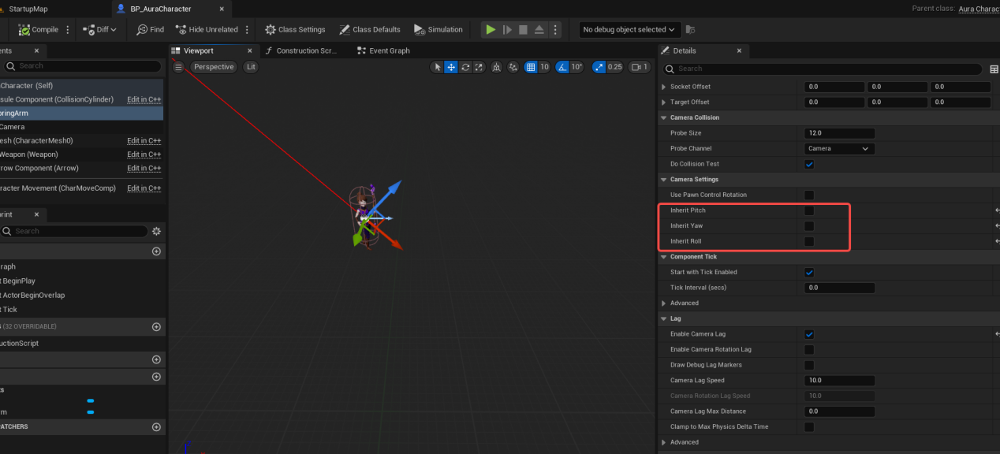 StartupMap
BP_AuraCharacter
Parent class: Aura Charac
Compile
Diff
Find
Hide Unrelated
Class Settings
Class Defaults
Simulation
No debug object selected
ents
Viewport
Construction Scr...
Event Graph
Details
Search
Perspective
Lit
10
10°
0.25
1
Search
Character (Self)
sule Component (CollisionCylinder)
Edit in C++
oringArm
Camera
esh (CharacterMesh0)
Edit in C++
Weapon (Weapon)
Edit in C++
row Component (Arrow)
Edit in C++
racter Movement (CharMoveComp)
Edit in C++
rint
Search
raph
t BeginPlay
t ActorBeginOverlap
t Tick
S (32 OVERRIDABLE)
uctionScript
ts
rm
PATCHERS
Socket Offset
0.0
0.0
0.0
Target Offset
0.0
0.0
0.0
Camera Collision
Probe Size
12.0
Probe Channel
Camera
Do Collision Test
Camera Settings
Use Pawn Control Rotation
Inherit Pitch
Inherit Yaw
Inherit Roll
Component Tick
Start with Tick Enabled
Tick Interval (secs)
0.0
Advanced
Lag
Enable Camera Lag
Enable Camera Rotation Lag
Draw Debug Lag Markers
Camera Lag Speed
10.0
Camera Rotation Lag Speed
10.0
Camera Lag Max Distance
0.0
Clamp to Max Physics Delta Time
Advanced